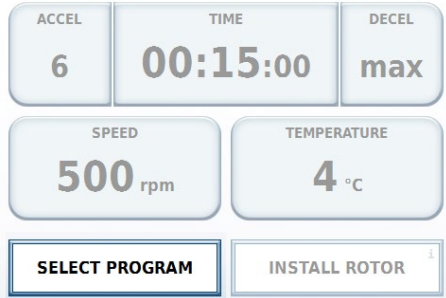 ACCEL TIME DECEL
6 00:15:00 max
SPEED TEMPERATURE
500 rpm 4 °C
i
SELECT PROGRAM INSTALL ROTOR